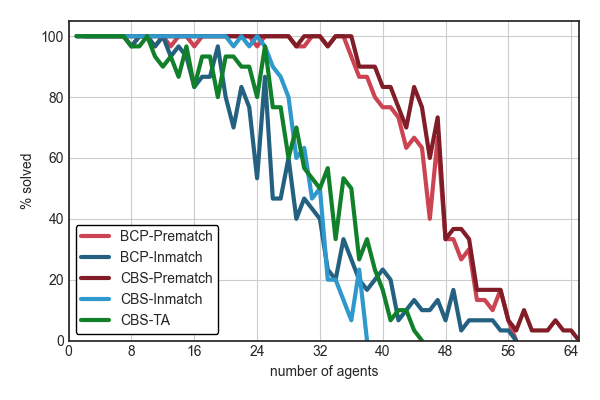 100
80
60
40
20
0
% solved
BCP-Prematch
BCP-Inmatch
CBS-Prematch
CBS-Inmatch
CBS-TA
0 8 16 24 32 40 48 56 64
number of agents